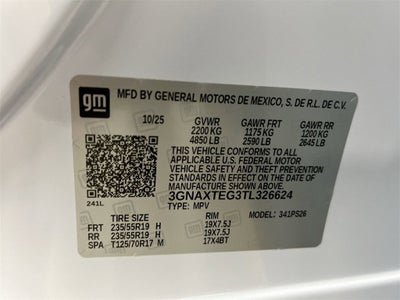 gm
MFD BY GENERAL MOTORS DE MEXICO, S. DE R.L. DE C.V.
10/25 GVWR GAWR FRT GAWR RR
2200 KG 1175 KG 1200 KG
4850 LB 2590 LB 2645 LB
THIS VEHICLE CONFORMS TO ALL
APPLICABLE U.S. FEDERAL MOTOR
VEHICLE SAFETY AND THEFT PREVENTION
STANDARDS IN EFFECT ON THE DATE OF
MANUFACTURE SHOWN ABOVE.
3GNAXTEG3TL326624
241L TYPE: MPV MODEL: 341PS26
TIRE SIZE RIM
FRT 235/55R19 H 19X7.5J
RR 235/55R19 H 19X7.5J
SPA T125/70R17 M 17X4BT